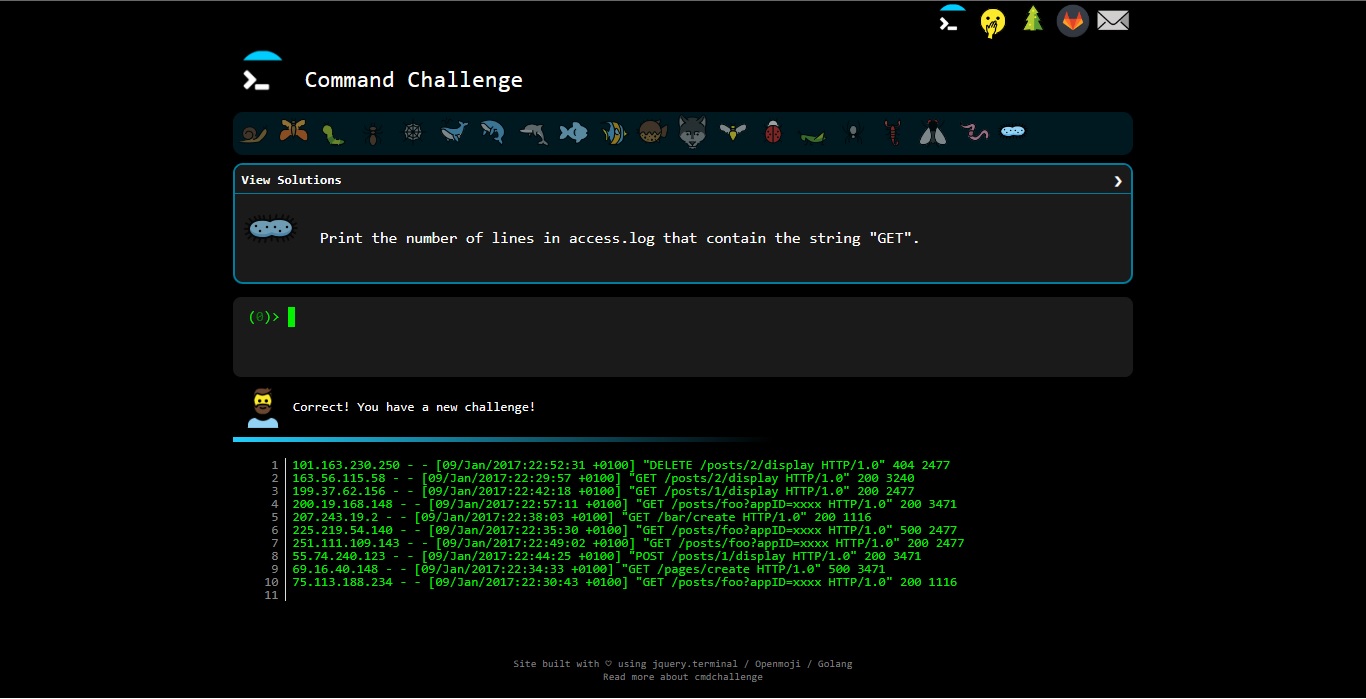 Command Challenge
View Solutions
Print the number of lines in access.log that contain the string "GET".
(0)>
Correct! You have a new challenge!
1 101.163.230.250 - - [09/Jan/2017:22:52:31 +0100] "DELETE /posts/2/display HTTP/1.0" 404 2477
2 163.56.115.58 - - [09/Jan/2017:22:29:57 +0100] "GET /posts/2/display HTTP/1.0" 200 3240
3 199.37.62.156 - - [09/Jan/2017:22:42:18 +0100] "GET /posts/1/display HTTP/1.0" 200 2477
4 200.19.168.148 - - [09/Jan/2017:22:57:11 +0100] "GET /posts/foo?appID=xxxx HTTP/1.0" 200 3471
5 207.243.19.2 - - [09/Jan/2017:22:38:03 +0100] "GET /bar/create HTTP/1.0" 200 1116
6 225.219.54.140 - - [09/Jan/2017:22:35:30 +0100] "GET /posts/foo?appID=xxxx HTTP/1.0" 500 2477
7 251.111.109.143 - - [09/Jan/2017:22:49:02 +0100] "GET /posts/foo?appID=xxxx HTTP/1.0" 200 2477
8 55.74.240.123 - - [09/Jan/2017:22:44:25 +0100] "POST /posts/1/display HTTP/1.0" 200 3471
9 69.16.40.148 - - [09/Jan/2017:22:34:33 +0100] "GET /pages/create HTTP/1.0" 500 3471
10 75.113.188.234 - - [09/Jan/2017:22:30:43 +0100] "GET /posts/foo?appID=xxxx HTTP/1.0" 200 1116
11
Site built with ♡ using jquery.terminal / Openmoji / Golang
Read more about cmdchallenge